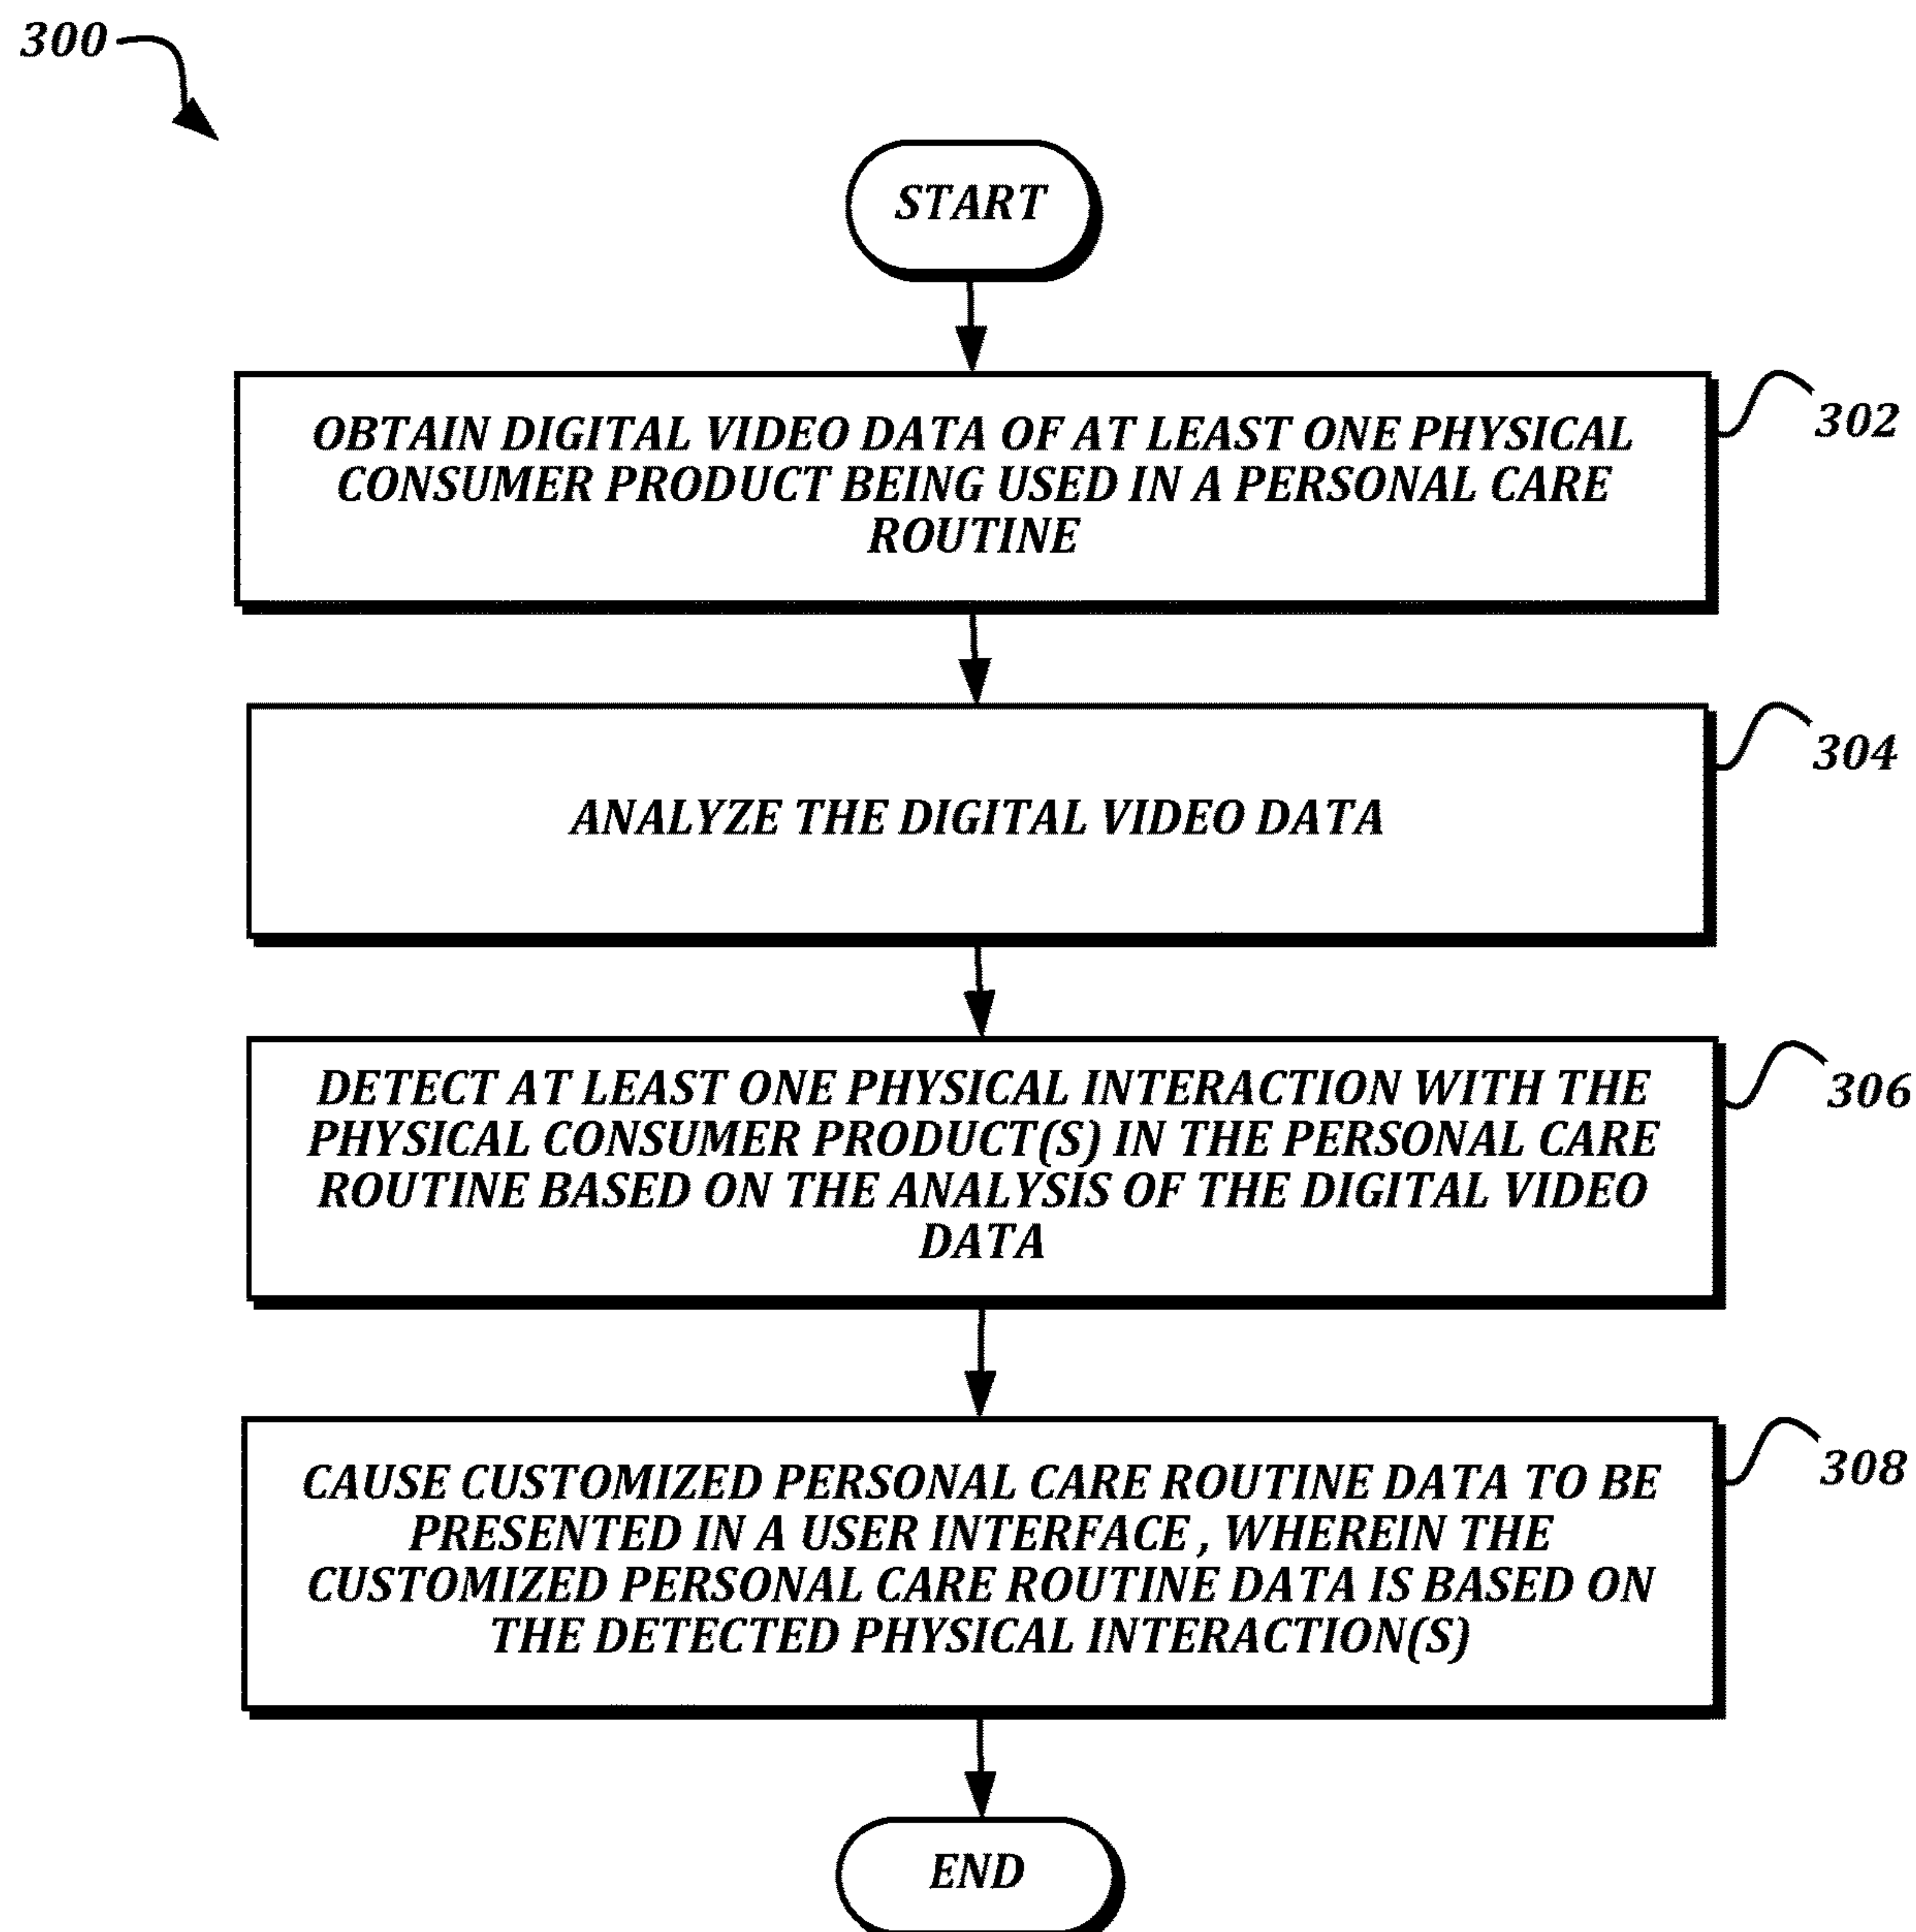 300
START
OBTAIN DIGITAL VIDEO DATA OF AT LEAST ONE PHYSICAL
CONSUMER PRODUCT BEING USED IN A PERSONAL CARE
ROUTINE
302
ANALYZE THE DIGITAL VIDEO DATA
304
DETECT AT LEAST ONE PHYSICAL INTERACTION WITH THE
PHYSICAL CONSUMER PRODUCT(S) IN THE PERSONAL CARE
ROUTINE BASED ON THE ANALYSIS OF THE DIGITAL VIDEO
DATA
306
CAUSE CUSTOMIZED PERSONAL CARE ROUTINE DATA TO BE
PRESENTED IN A USER INTERFACE , WHEREIN THE
CUSTOMIZED PERSONAL CARE ROUTINE DATA IS BASED ON
THE DETECTED PHYSICAL INTERACTION(S)
308
END